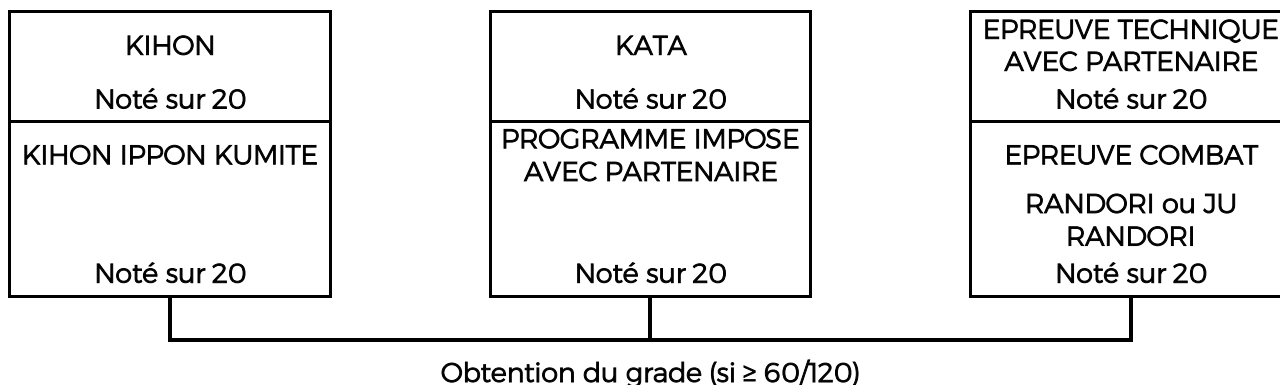 KIHON
Noté sur 20
KIHON IPPON KUMITE
Noté sur 20
KATA
Noté sur 20
PROGRAMME IMPOSE
AVEC PARTENAIRE
Noté sur 20
EPREUVE TECHNIQUE
AVEC PARTENAIRE
Noté sur 20
EPREUVE COMBAT
RANDORI ou JU
RANDORI
Noté sur 20
Obtention du grade (si ≥ 60/120)